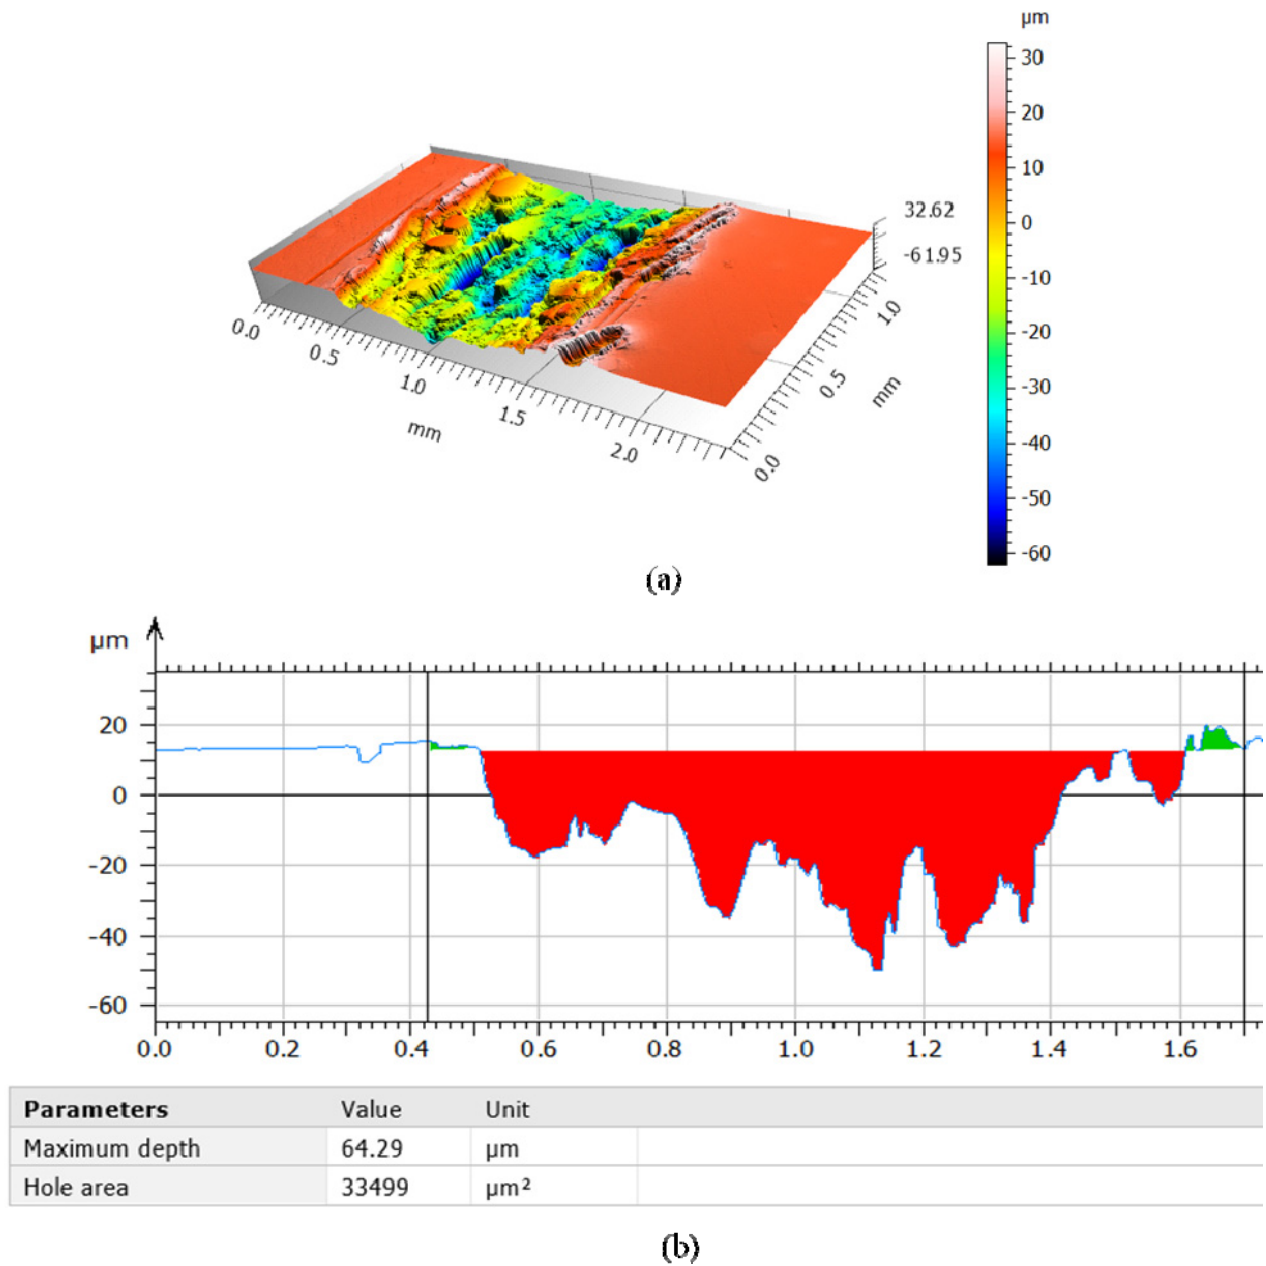 µm
30
20
10
0
-10
-20
-30
-40
-50
-60
32.62
-61.95
0.0
0.5
1.0
1.5
2.0
mm
0.0
0.5
1.0
mm
(a)
µm
20
0
-20
-40
-60
0.0 0.2 0.4 0.6 0.8 1.0 1.2 1.4 1.6
Parameters Value Unit
Maximum depth 64.29 µm
Hole area 33499 µm²
(b)